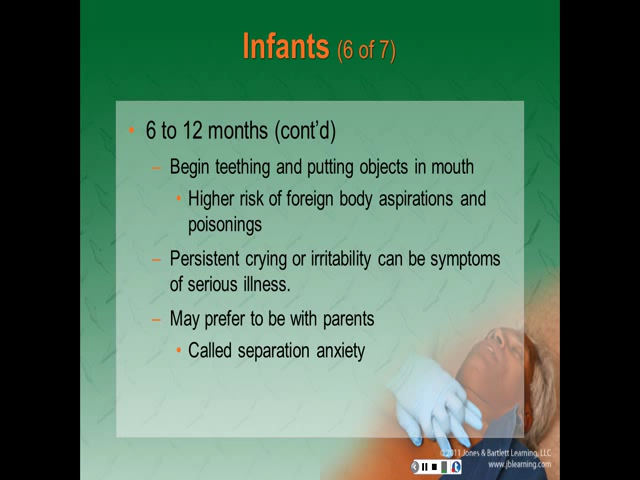 Infants (6 of 7)
• 6 to 12 months (cont’d)
– Begin teething and putting objects in mouth
• Higher risk of foreign body aspirations and
poisonings
– Persistent crying or irritability can be symptoms
of serious illness.
– May prefer to be with parents
• Called separation anxiety
©2011 Jones & Bartlett Learning, LLC
www.jblearning.com